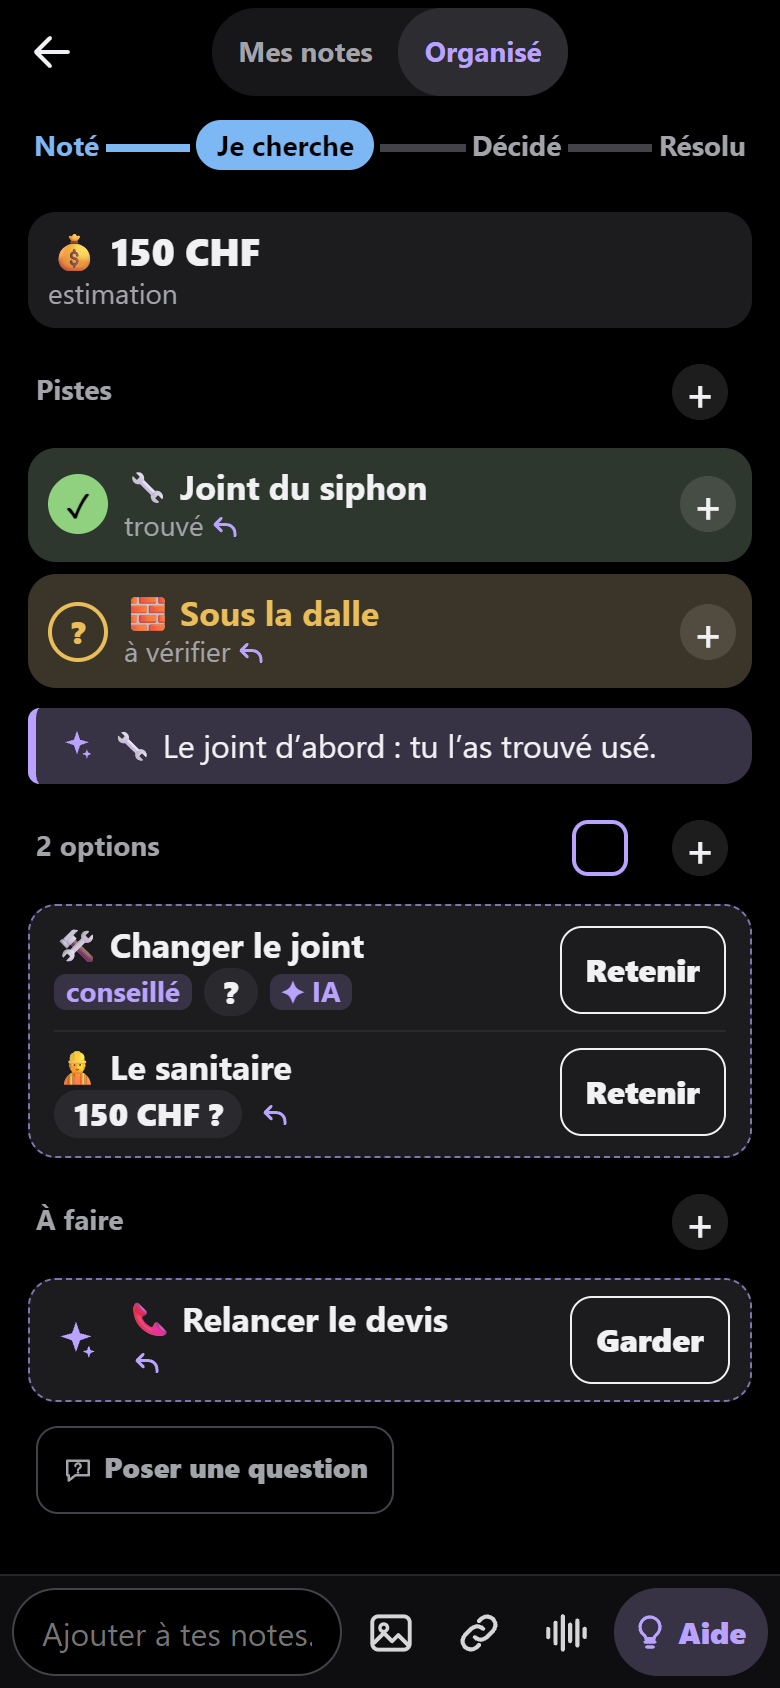 Mes notes Organisé
Noté Je cherche Décidé Résolu
150 CHF
estimation
Pistes +
✓ Joint du siphon +
trouvé
? Sous la dalle +
à vérifier
Le joint d’abord : tu l’as trouvé usé.
2 options +
Changer le joint
conseillé ? IA
Retenir
Le sanitaire
150 CHF ?
Retenir
À faire +
Relancer le devis
Garder
Poser une question
Ajouter à tes notes. Aide